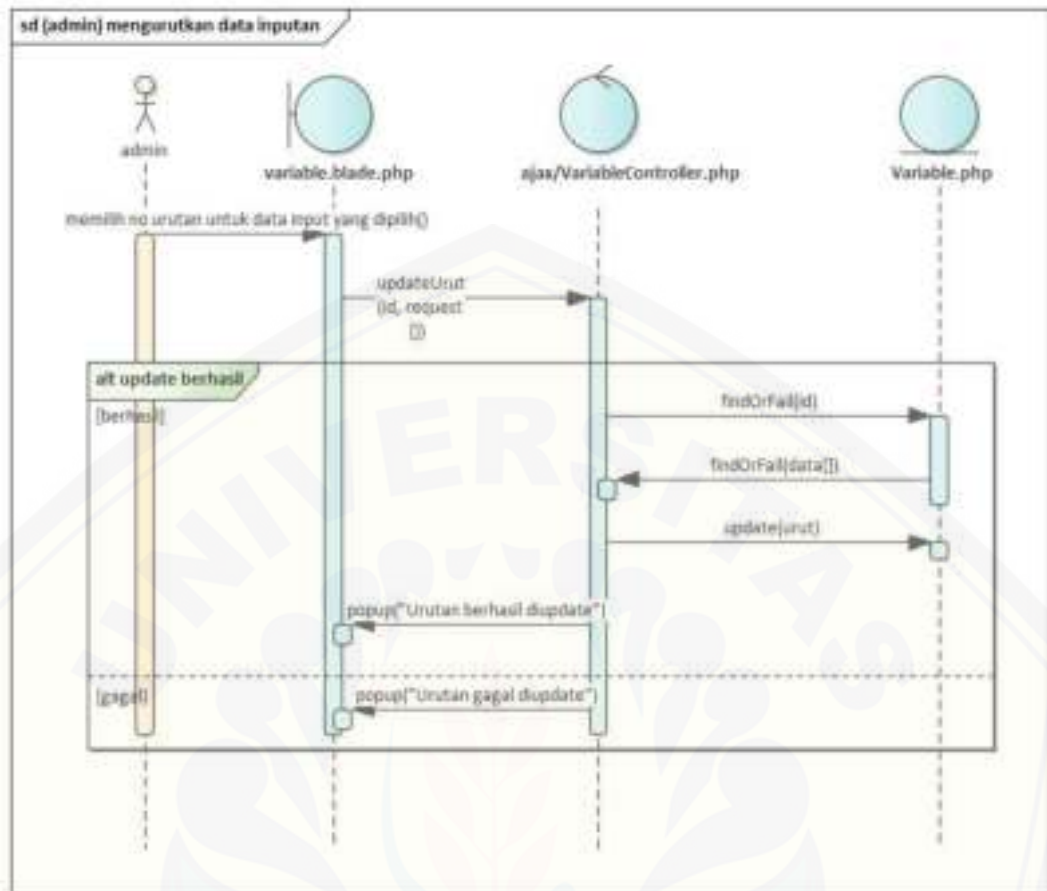 sd (admin) mengurutkan data inputan
admin
variable.blade.php
ajax/VariableController.php
Variable.php
memilih no urutan untuk data input yang dipilih()
updateUrut
(id, request
[])
alt update berhasil
[berhasil]
findOrFail(id)
findOrFail(data[])
update(urut)
popup("Urutan berhasil diupdate")
[gagal]
popup("Urutan gagal diupdate")
UNIVERSITAS